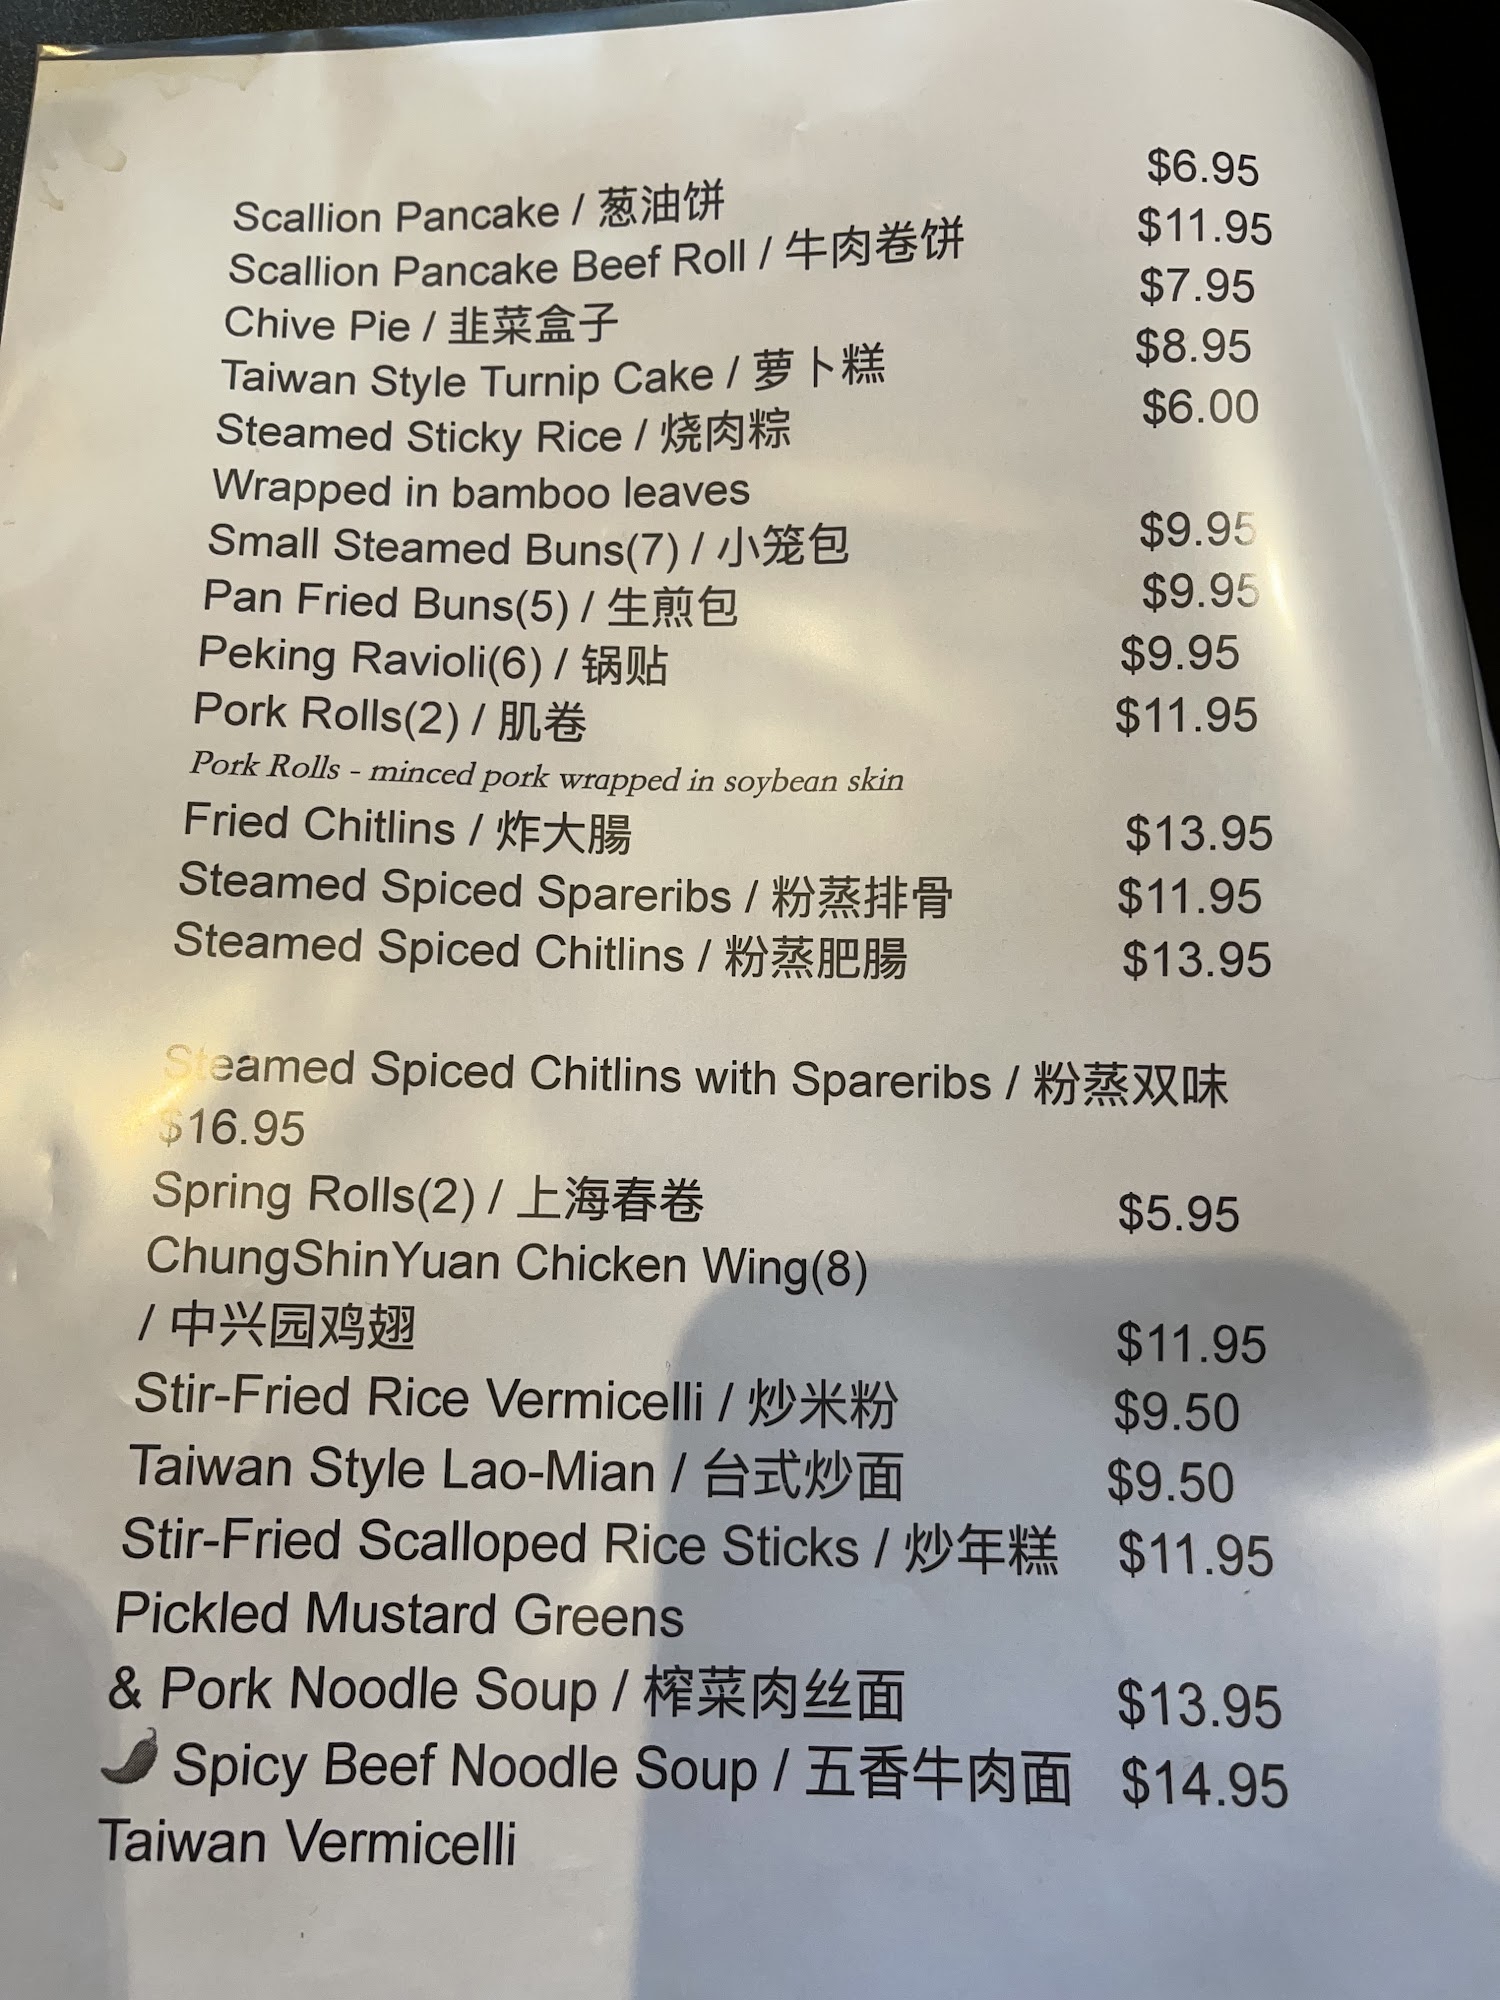 Scallion Pancake / 葱油饼 $6.95
Scallion Pancake Beef Roll / 牛肉卷饼 $11.95
Chive Pie / 韭菜盒子 $7.95
Taiwan Style Turnip Cake / 萝卜糕 $8.95
Steamed Sticky Rice / 烧肉粽 $6.00
Wrapped in bamboo leaves
Small Steamed Buns(7) / 小笼包 $9.95
Pan Fried Buns(5) / 生煎包 $9.95
Peking Ravioli(6) / 锅贴 $9.95
Pork Rolls(2) / 肌卷 $11.95
Pork Rolls - minced pork wrapped in soybean skin
Fried Chitlins / 炸大腸 $13.95
Steamed Spiced Spareribs / 粉蒸排骨 $11.95
Steamed Spiced Chitlins / 粉蒸肥腸 $13.95
Steamed Spiced Chitlins with Spareribs / 粉蒸双味
$16.95
Spring Rolls(2) / 上海春卷 $5.95
ChungShinYuan Chicken Wing(8)
/ 中兴园鸡翅 $11.95
Stir-Fried Rice Vermicelli / 炒米粉 $9.50
Taiwan Style Lao-Mian / 台式炒面 $9.50
Stir-Fried Scalloped Rice Sticks / 炒年糕 $11.95
Pickled Mustard Greens
& Pork Noodle Soup / 榨菜肉丝面 $13.95
Spicy Beef Noodle Soup / 五香牛肉面 $14.95
Taiwan Vermicelli